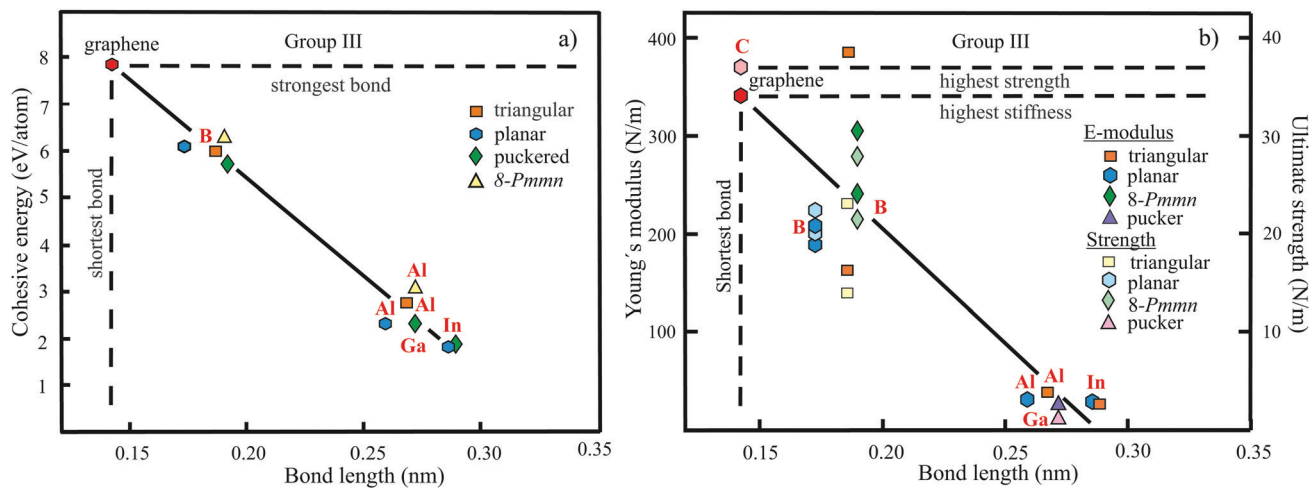 Group III
a)
graphene
strongest bond
shortest bond
triangular
planar
puckered
8-Pmmn
B
Al
Al
Al
Ga
In
Cohesive energy (eV/atom)
8
7
6
5
4
3
2
1
0.15
0.20
0.25
0.30
0.35
Bond length (nm)
Group III
b)
C
graphene
highest strength
highest stiffness
Shortest bond
E-modulus
triangular
planar
8-Pmmn
pucker
Strength
triangular
planar
8-Pmmn
pucker
B
B
Al
Al
In
Ga
Young´s modulus (N/m)
400
300
200
100
Ultimate strength (N/m)
40
30
20
10
0.15
0.20
0.25
0.30
0.35
Bond length (nm)